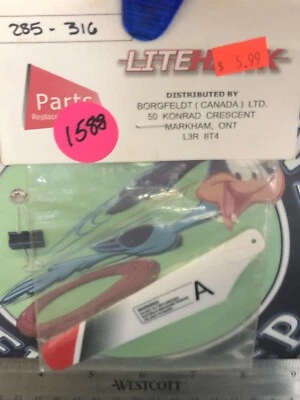 285 - 316
LITEHAWK
$ 5.99
DISTRIBUTED BY
BORGFELDT (CANADA) LTD.
50 KONRAD CRESCENT
MARKHAM, ONT
L3R 8T4
Parts
1588
A
WESTCOTT